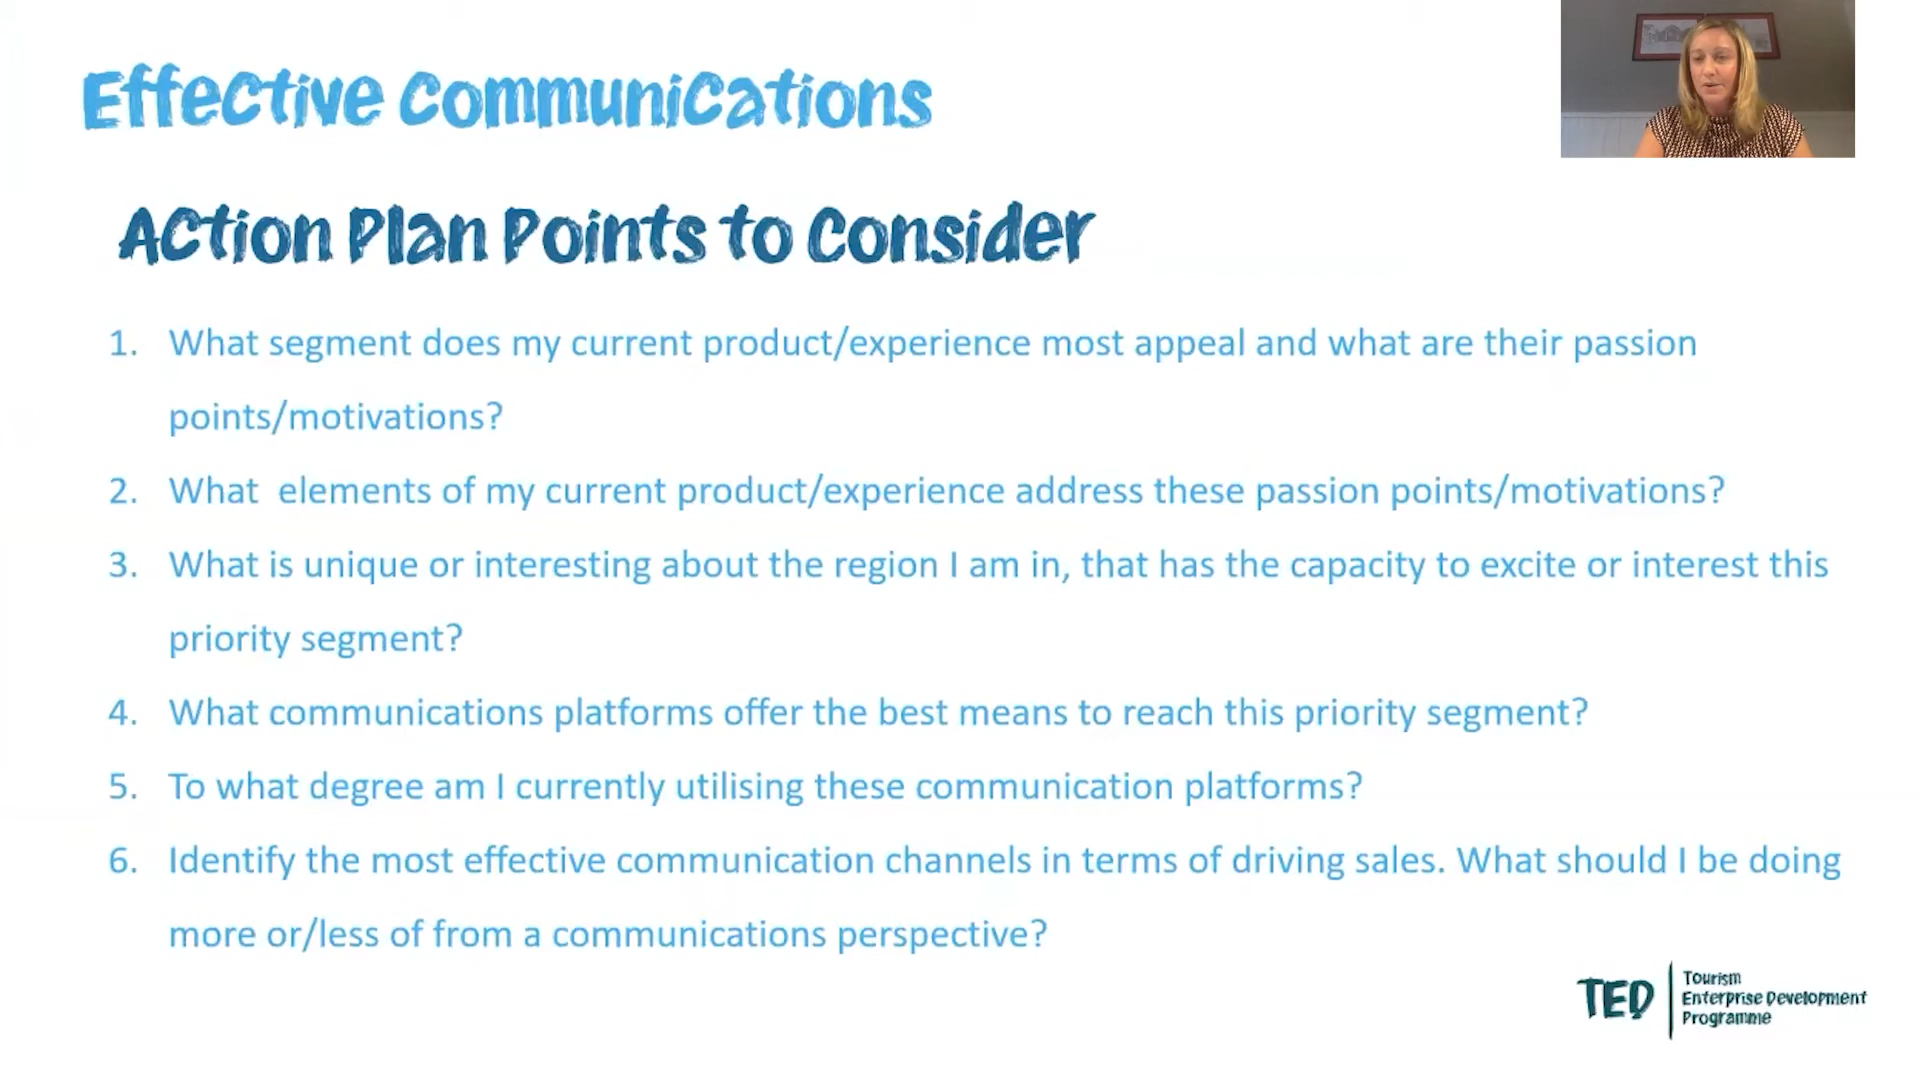 Effective Communications
Action Plan Points to Consider
1. What segment does my current product/experience most appeal and what are their passion
points/motivations?
2. What  elements of my current product/experience address these passion points/motivations?
3. What is unique or interesting about the region I am in, that has the capacity to excite or interest this
priority segment?
4. What communications platforms offer the best means to reach this priority segment?
5. To what degree am I currently utilising these communication platforms?
6. Identify the most effective communication channels in terms of driving sales. What should I be doing
more or/less of from a communications perspective?
TED
Tourism
Enterprise Development
Programme